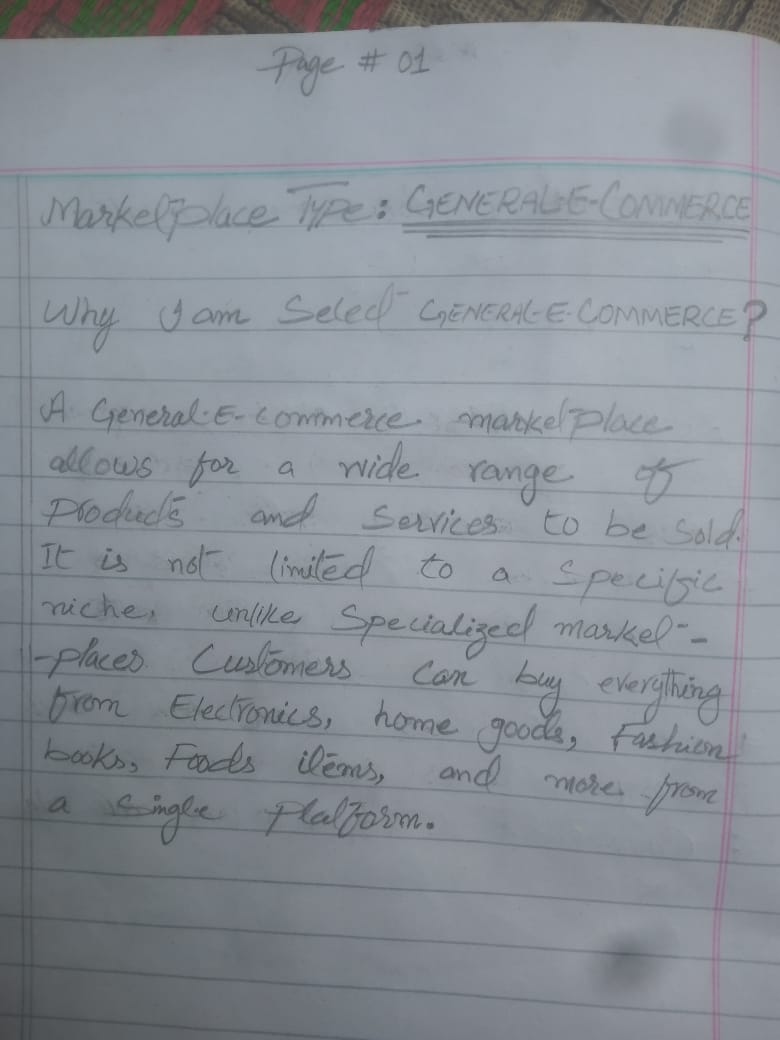 Page # 01
Marketplace Type: GENERAL-E-COMMERCE
Why I am Select GENERAL-E-COMMERCE?
A General-E-commerce marketplace
allows for a wide range of
Products and Services to be Sold.
It is not limited to a Specific
niche, unlike Specialized market-
-places. Customers can buy everything
from Electronics, home goods, Fashion
books, Foods items, and more from
a Single Platform.